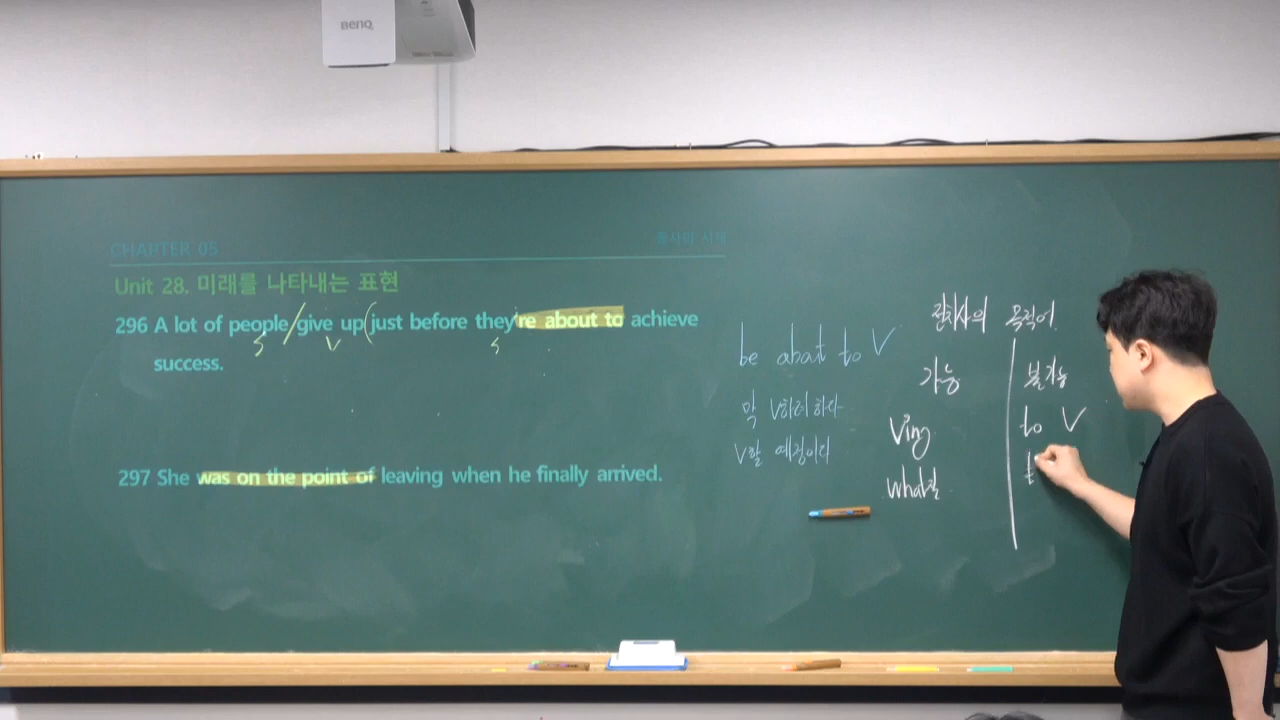 BenQ
CHAPTER 05
동사의 시제
Unit 28. 미래를 나타내는 표현
296 A lot of people/give up(just before they're about to achieve
S V S
success.
297 She was on the point of leaving when he finally arrived.
be about to V
막 V하려 하다
V할 예정이다
전치사의 목적어
가능
불가능
Ving
to V
what절
t